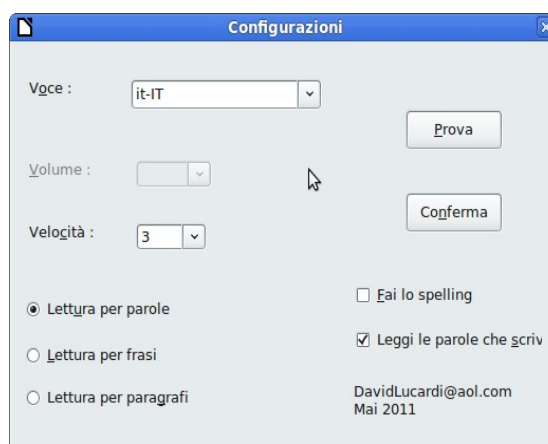 Configurazioni
Voce :
it-IT
Prova
Volume :
Conferma
Velocità :
3
Fai lo spelling
Lettura per parole
Leggi le parole che scriv
Lettura per frasi
Lettura per paragrafi
DavidLucardi@aol.com
Mai 2011